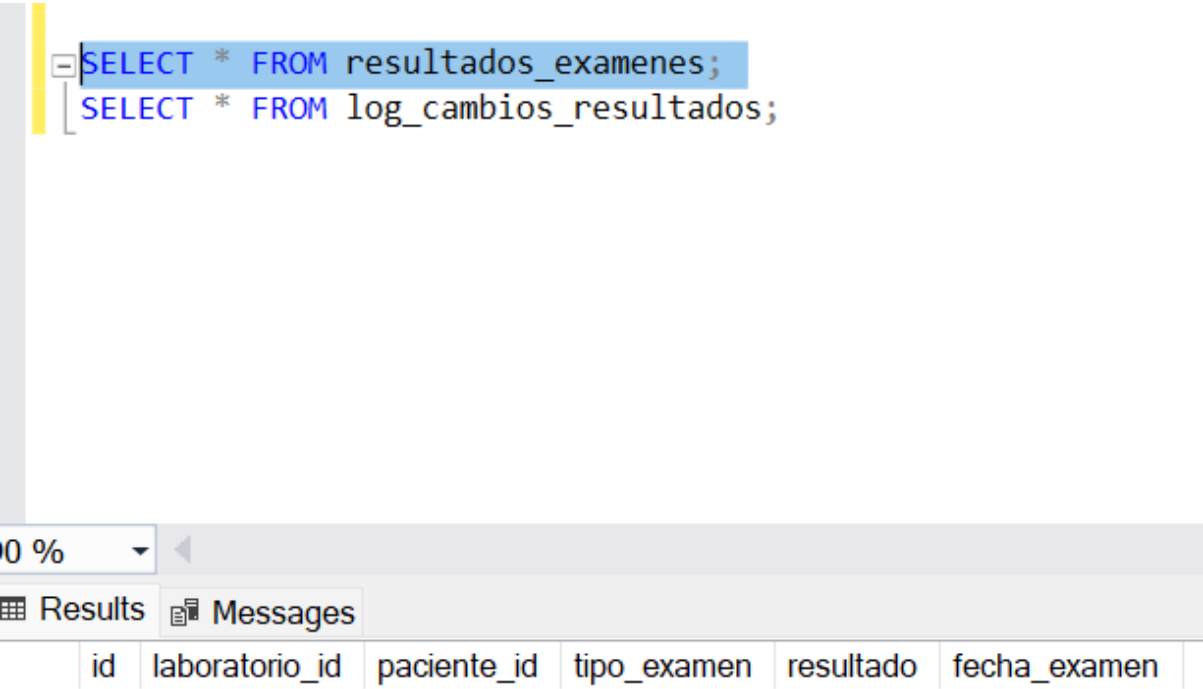 SELECT * FROM resultados_examenes;
SELECT * FROM log_cambios_resultados;
00 %
Results Messages
id laboratorio_id paciente_id tipo_examen resultado fecha_examen